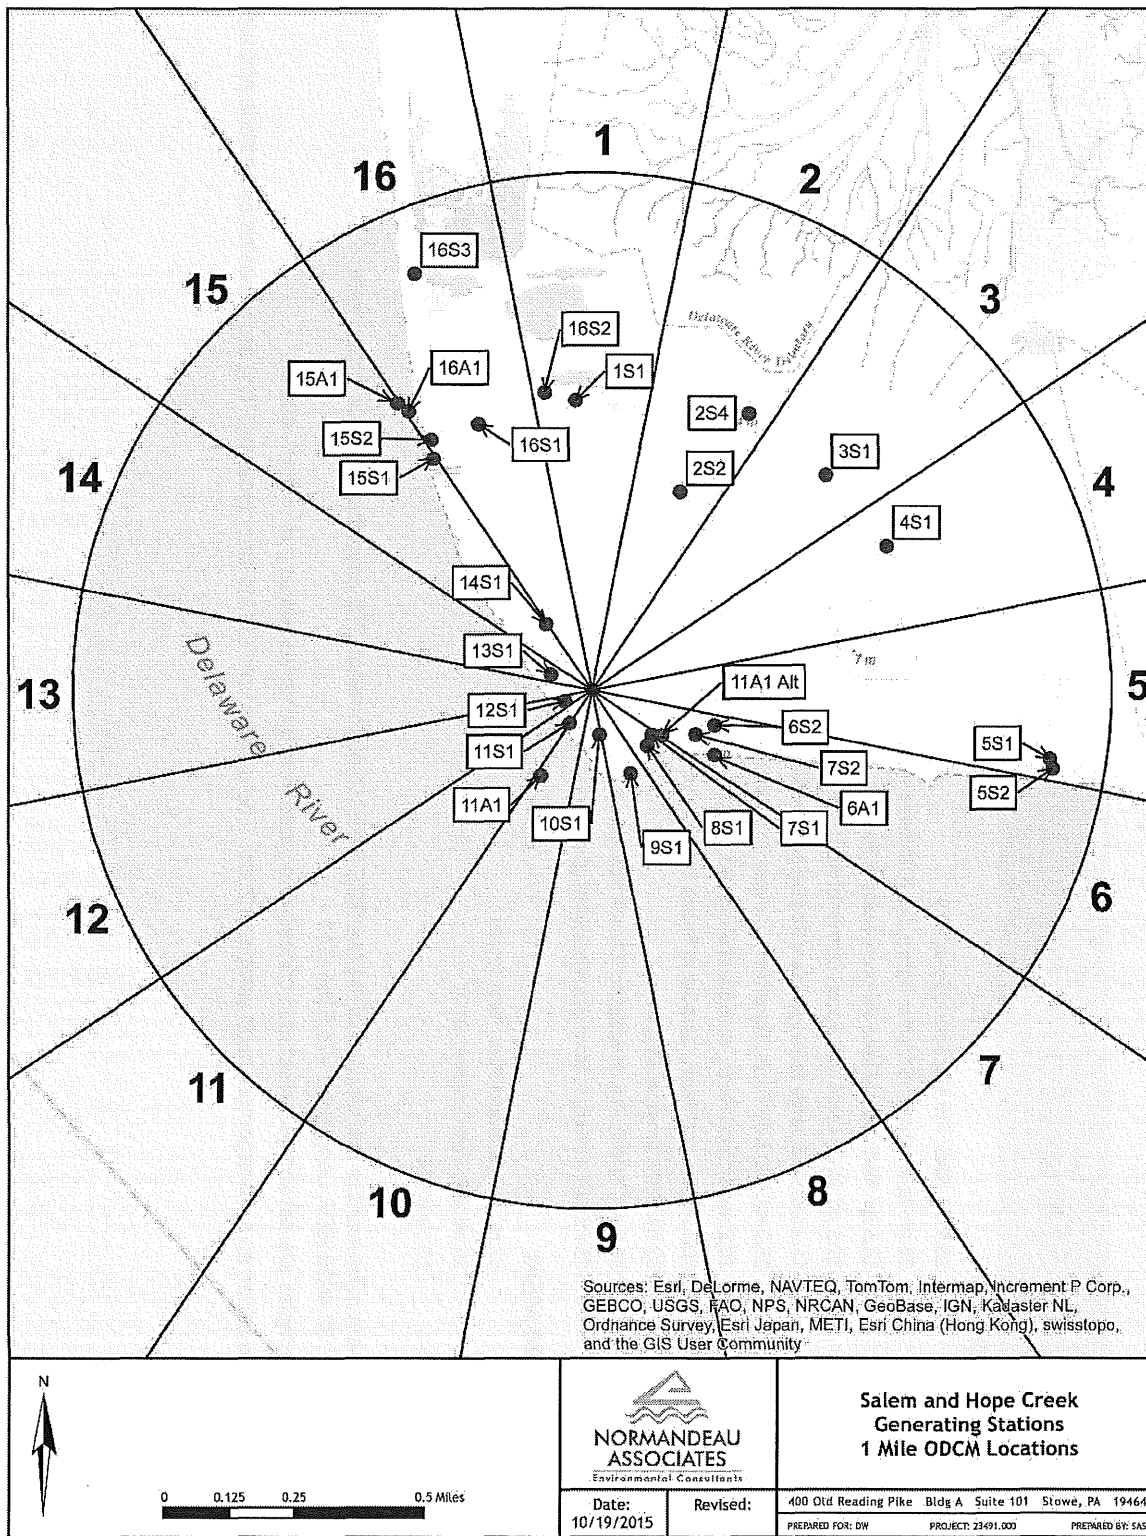 1
16
2
16S3
15
3
16S2
Delaware River Tributary
16A1
1S1
15A1
2S4
15S2
16S1
3S1
15S1
2S2
14
4
4S1
14S1
13S1
7m
11A1 Alt
13
5
12S1
6S2
11S1
5S1
7S2
5S2
11A1
6A1
10S1
8S1
7S1
9S1
Delaware River
12
6
11
7
10
8
9
Sources: Esri, DeLorme, NAVTEQ, TomTom, Intermap, Increment P Corp.,
GEBCO, USGS, FAO, NPS, NRCAN, GeoBase, IGN, Kadaster NL,
Ordnance Survey, Esri Japan, METI, Esri China (Hong Kong), swisstopo,
and the GIS User Community
N
0 0.125 0.25 0.5 Miles
NORMANDEAU
ASSOCIATES
Environmental Consultants
Date:
10/19/2015
Revised:
Salem and Hope Creek
Generating Stations
1 Mile ODCM Locations
400 Old Reading Pike Bldg A Suite 101 Stowe, PA 19464
PREPARED FOR: DW PROJECT: 23491.000 PREPARED BY: